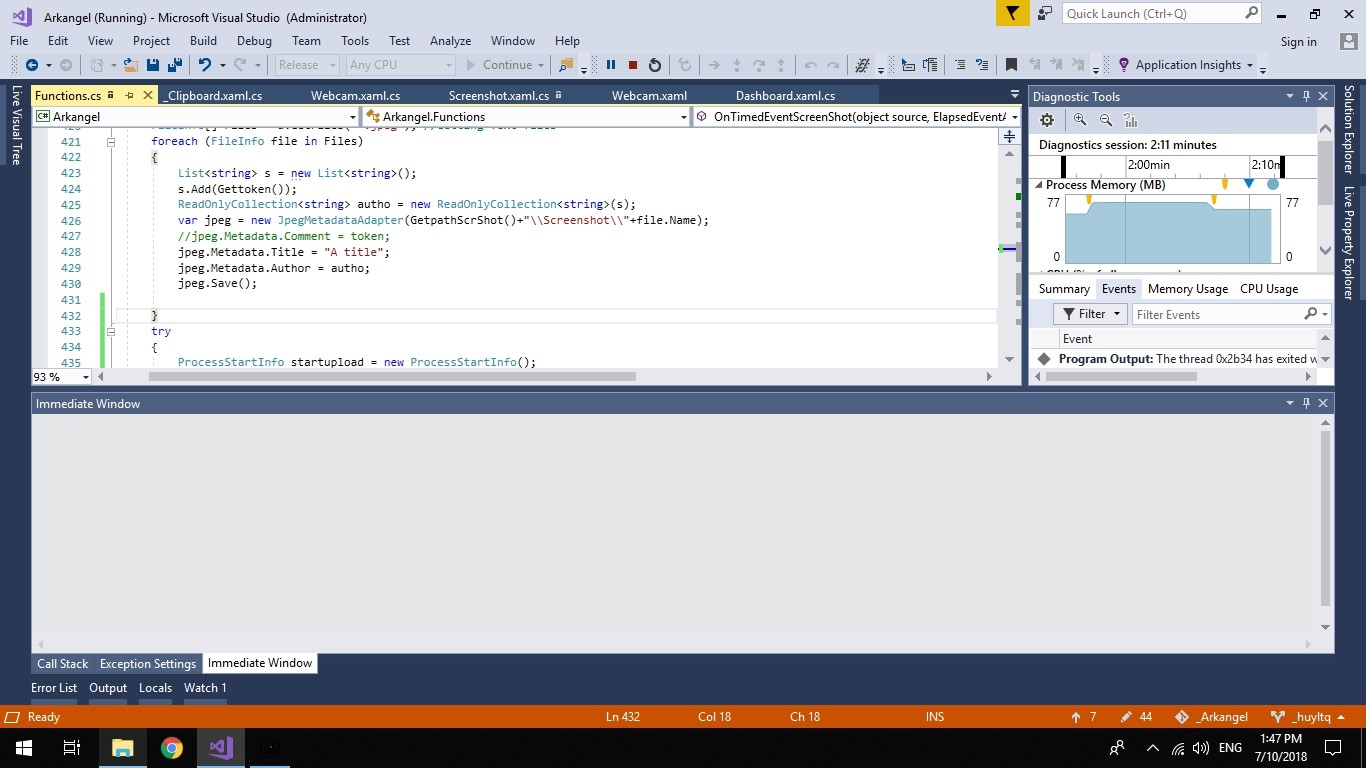 Arkangel (Running) - Microsoft Visual Studio (Administrator)
Quick Launch (Ctrl+Q)
File Edit View Project Build Debug Team Tools Test Analyze Window Help
Sign in
Release Any CPU Continue Application Insights
Live Visual Tree
Functions.cs _Clipboard.xaml.cs Webcam.xaml.cs Screenshot.xaml.cs Webcam.xaml Dashboard.xaml.cs
Arkangel Arkangel.Functions OnTimedEventScreenShot(object source, ElapsedEventA
421 foreach (FileInfo file in Files)
422 {
423 List<string> s = new List<string>();
424 s.Add(Gettoken());
425 ReadOnlyCollection<string> autho = new ReadOnlyCollection<string>(s);
426 var jpeg = new JpegMetadataAdapter(GetpathScrShot()+"\\Screenshot\\"+file.Name);
427 //jpeg.Metadata.Comment = token;
428 jpeg.Metadata.Title = "A title";
429 jpeg.Metadata.Author = autho;
430 jpeg.Save();
431
432 }
433 try
434 {
435 ProcessStartInfo startupload = new ProcessStartInfo();
93 %
Diagnostic Tools
Diagnostics session: 2:11 minutes
2:00min 2:10m
Process Memory (MB)
77 77
0 0
Summary Events Memory Usage CPU Usage
Filter Filter Events
Event
Program Output: The thread 0x2b34 has exited w
Solution Explorer
Live Property Explorer
Immediate Window
Call Stack Exception Settings Immediate Window
Error List Output Locals Watch 1
Ready Ln 432 Col 18 Ch 18 INS 7 44 _Arkangel _huyltq
ENG
1:47 PM
7/10/2018